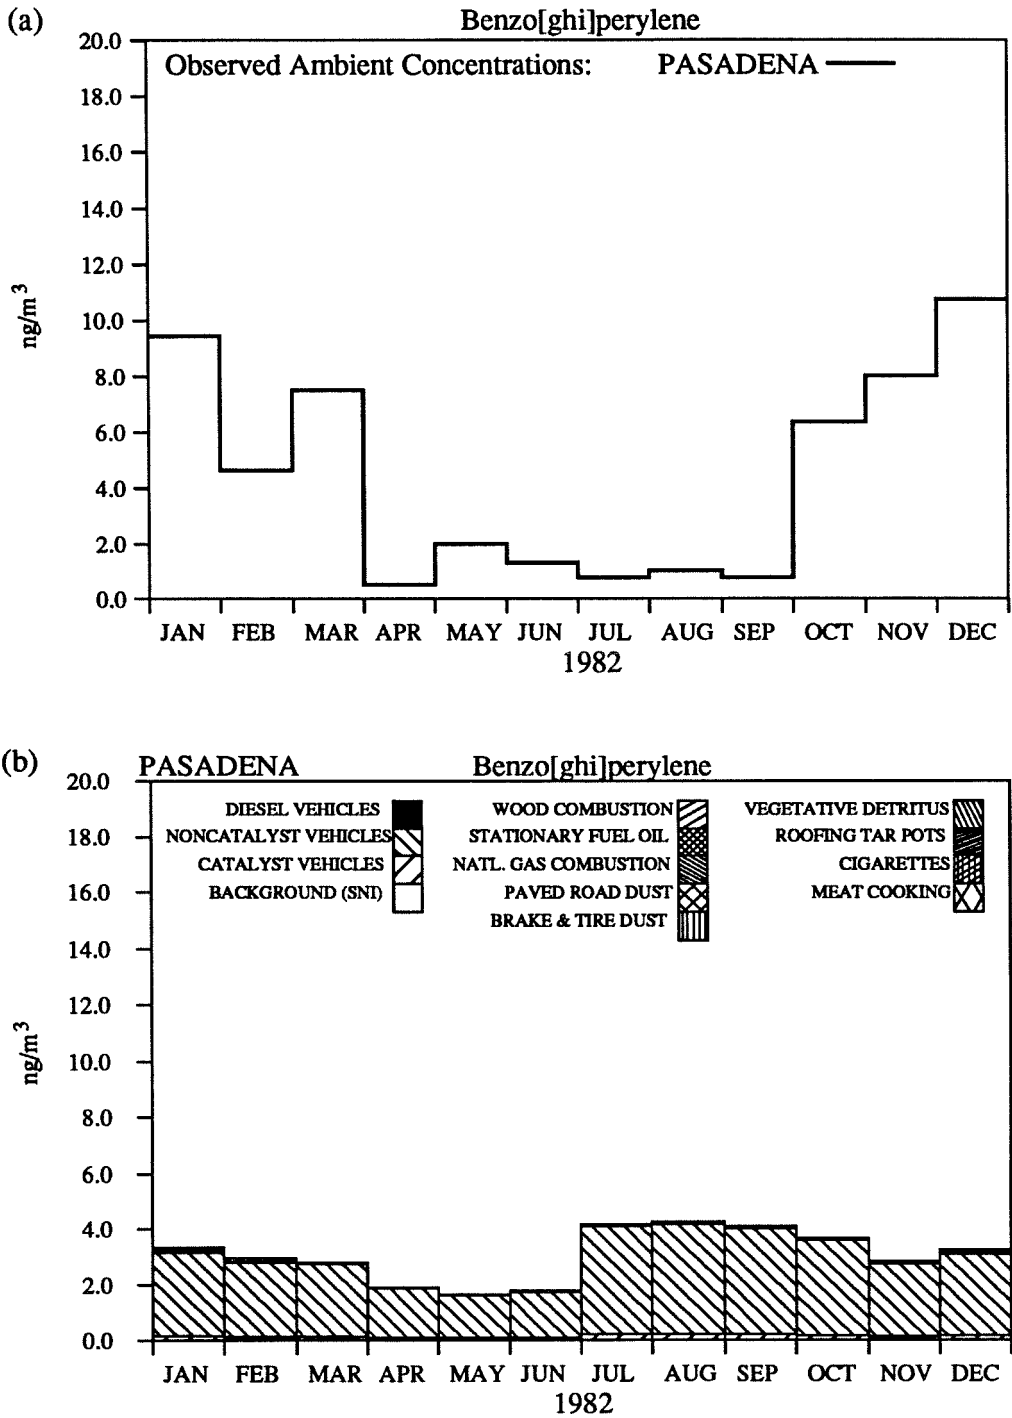 (a)
Benzo[ghi]perylene
20.0
Observed Ambient Concentrations: PASADENA
18.0
16.0
14.0
12.0
10.0
8.0
6.0
4.0
2.0
0.0
ng/m³
JAN FEB MAR APR MAY JUN JUL AUG SEP OCT NOV DEC
1982
(b)
PASADENA Benzo[ghi]perylene
20.0
DIESEL VEHICLES WOOD COMBUSTION VEGETATIVE DETRITUS
NONCATALYST VEHICLES STATIONARY FUEL OIL ROOFING TAR POTS
CATALYST VEHICLES NATL. GAS COMBUSTION CIGARETTES
BACKGROUND (SNI) PAVED ROAD DUST MEAT COOKING
BRAKE & TIRE DUST
18.0
16.0
14.0
12.0
10.0
8.0
6.0
4.0
2.0
0.0
ng/m³
JAN FEB MAR APR MAY JUN JUL AUG SEP OCT NOV DEC
1982